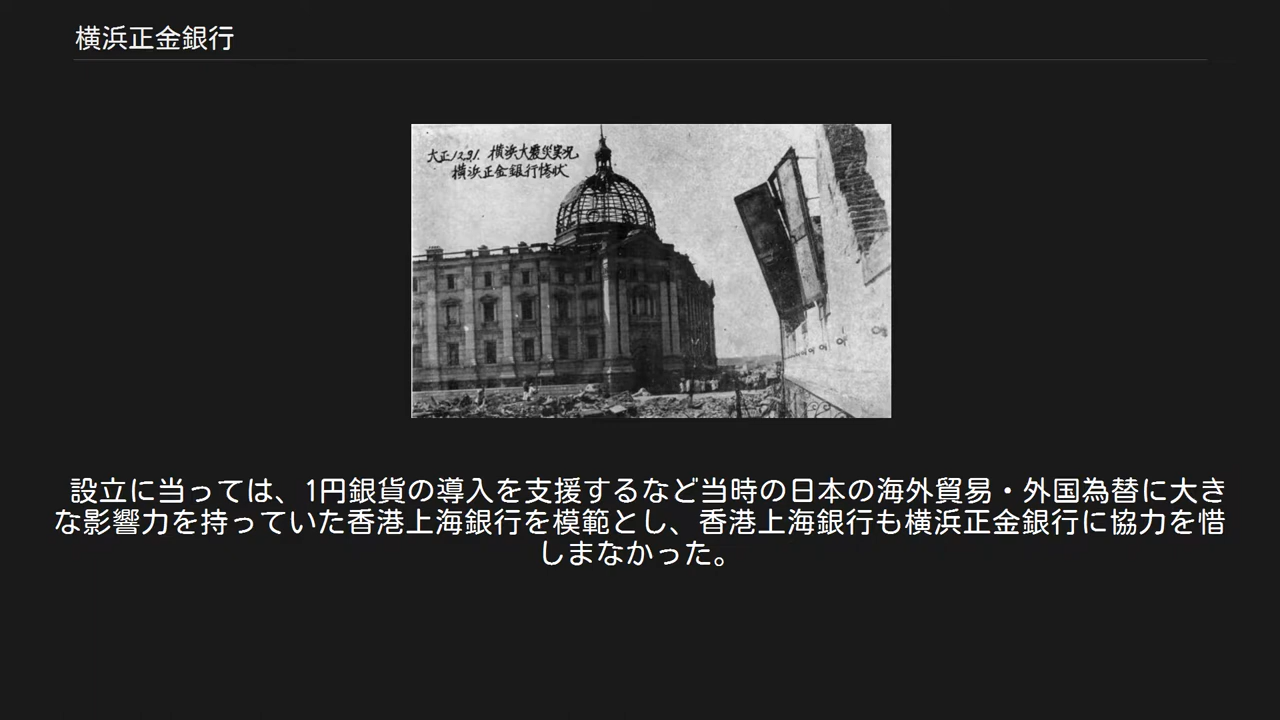 横浜正金銀行
大正12.9.1. 横浜大震災実況
横浜正金銀行惨状
設立に当っては、1円銀貨の導入を支援するなど当時の日本の海外貿易・外国為替に大き
な影響力を持っていた香港上海銀行を模範とし、香港上海銀行も横浜正金銀行に協力を惜
しまなかった。